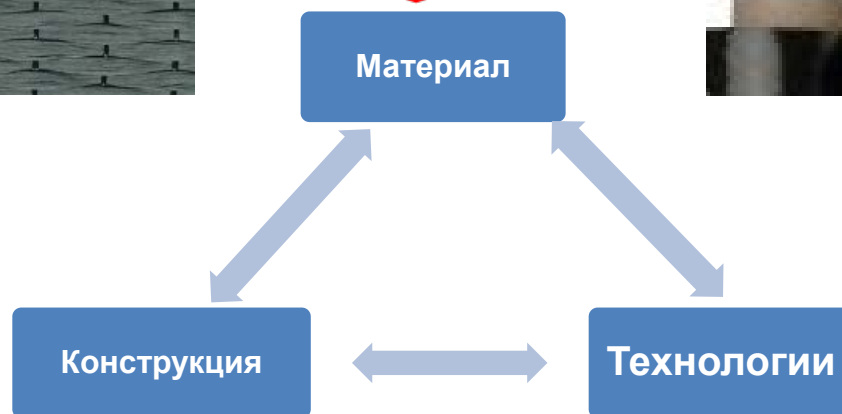 Материал
Конструкция
Технологии